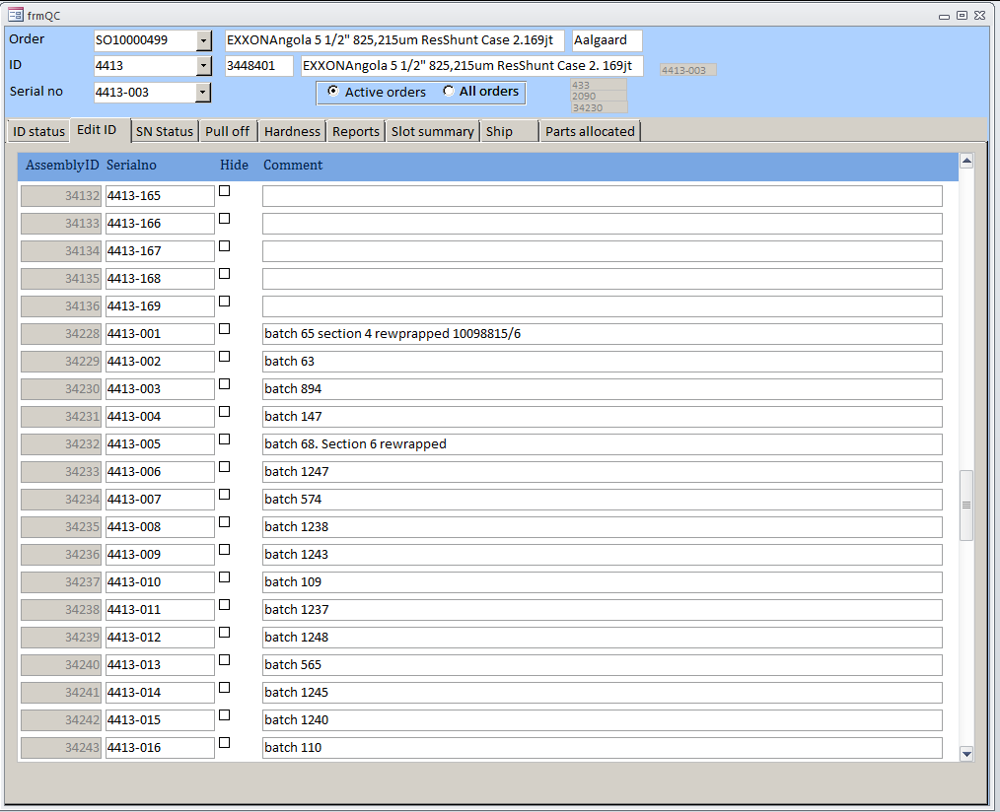 frmQC
Order SO10000499 EXXONAngola 5 1/2" 825,215um ResShunt Case 2.169jt Aalgaard
ID 4413 3448401 EXXONAngola 5 1/2" 825,215um ResShunt Case 2. 169jt 4413-003
Serial no 4413-003 Active orders All orders 433
2090
34230
ID status Edit ID SN Status Pull off Hardness Reports Slot summary Ship Parts allocated
AssemblyID Serialno Hide Comment
34132 4413-165
34133 4413-166
34134 4413-167
34135 4413-168
34136 4413-169
34228 4413-001 batch 65 section 4 rewprapped 10098815/6
34229 4413-002 batch 63
34230 4413-003 batch 894
34231 4413-004 batch 147
34232 4413-005 batch 68. Section 6 rewrapped
34233 4413-006 batch 1247
34234 4413-007 batch 574
34235 4413-008 batch 1238
34236 4413-009 batch 1243
34237 4413-010 batch 109
34238 4413-011 batch 1237
34239 4413-012 batch 1248
34240 4413-013 batch 565
34241 4413-014 batch 1245
34242 4413-015 batch 1240
34243 4413-016 batch 110